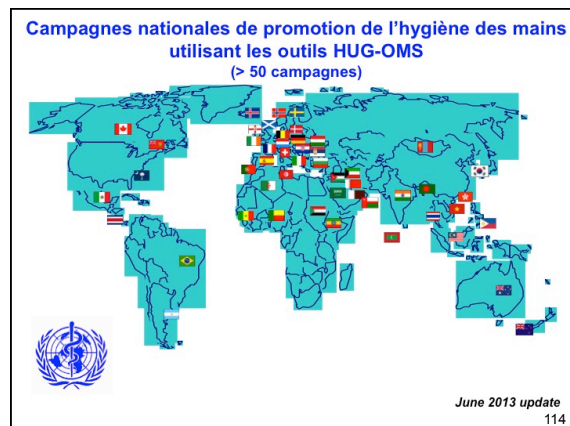 Campagnes nationales de promotion de l'hygiène des mains
utilisant les outils HUG-OMS
(> 50 campagnes)
June 2013 update
114